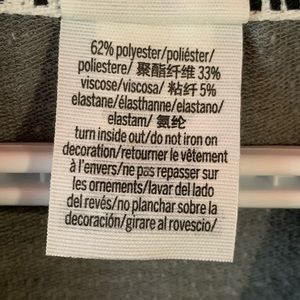 62% polyester/poliéster/
poliestere/ 聚酯纤维 33%
viscose/viscosa/ 粘纤 5%
elastane/élasthanne/elastano/
elastam/ 氨纶
turn inside out/do not iron on
decoration/retourner le vêtement
à l'envers/ne pas repasser sur
les ornements/lavar del lado
del revés/no planchar sobre la
decoración/girare al rovescio/